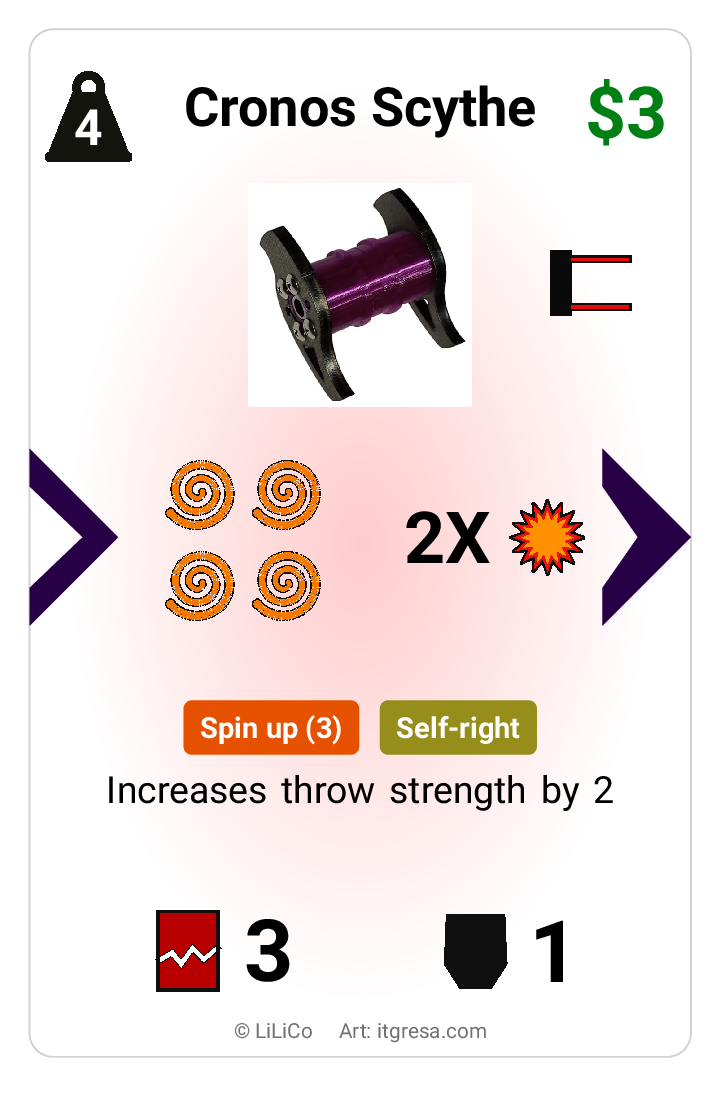 4
Cronos Scythe
$3
2X
Spin up (3)
Self-right
Increases throw strength by 2
3
1
© LiLiCo Art: itgresa.com